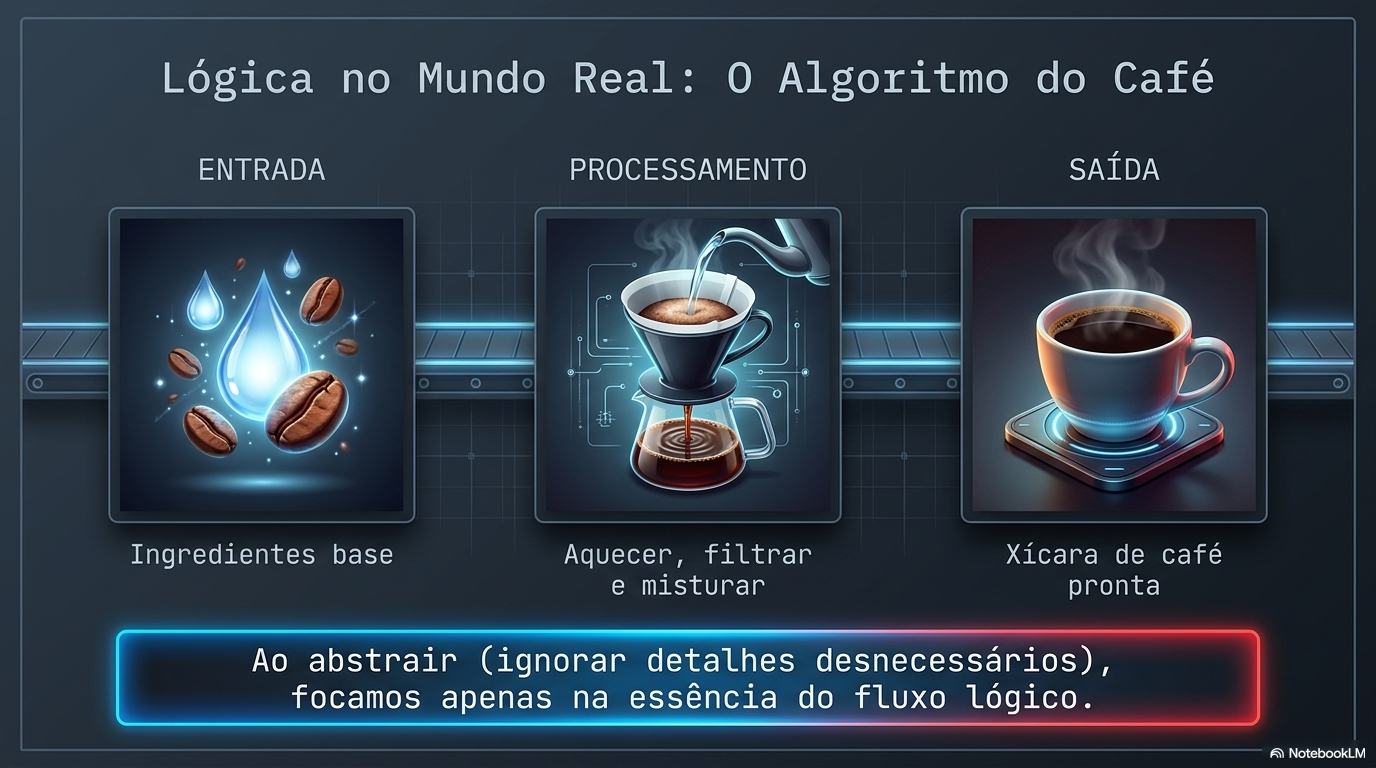 Lógica no Mundo Real: O Algoritmo do Café
ENTRADA
PROCESSAMENTO
SAÍDA
Ingredientes base
Aquecer, filtrar
e misturar
Xícara de café
pronta
Ao abstrair (ignorar detalhes desnecessários),
focamos apenas na essência do fluxo lógico.
NotebookLM